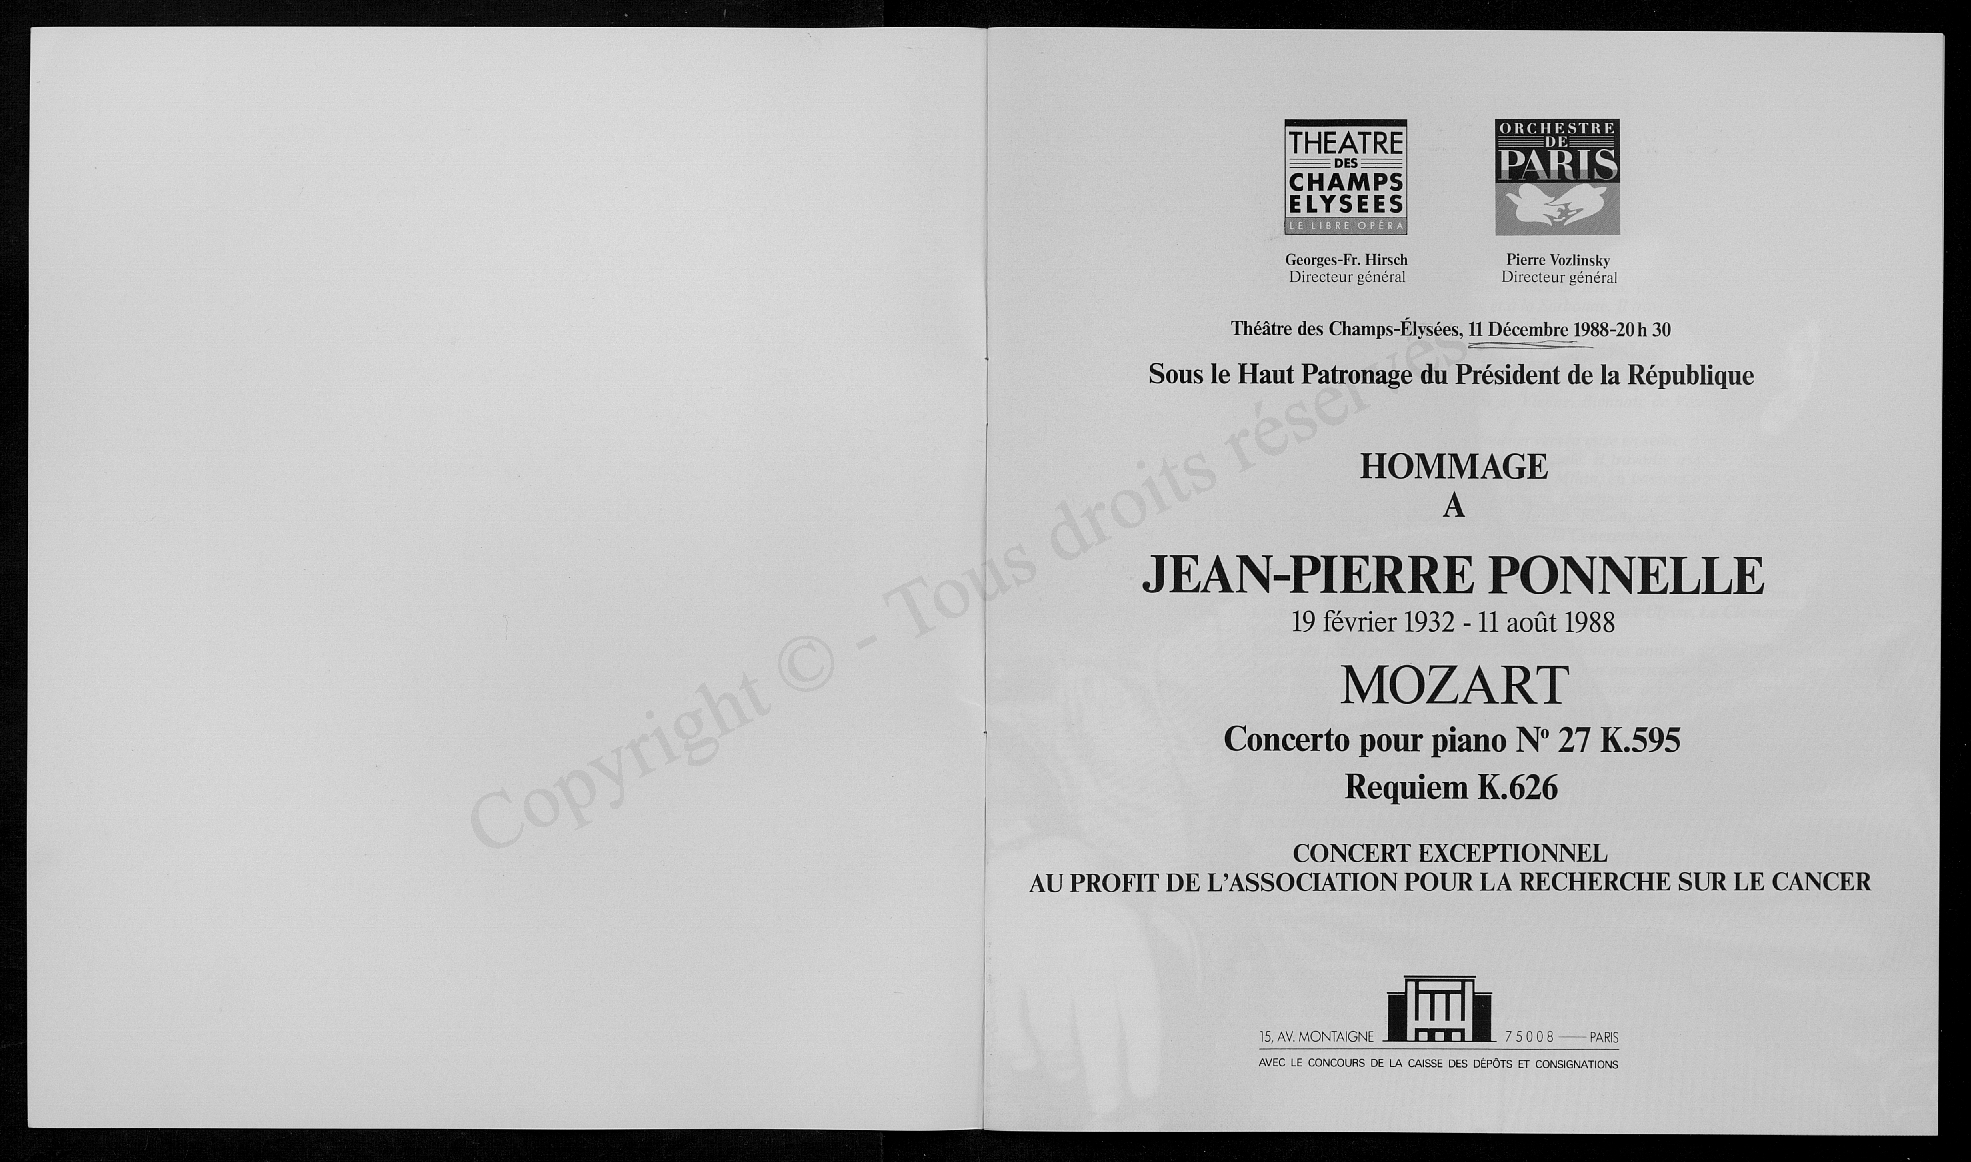 THEATRE
DES
CHAMPS
ELYSEES
LE LIBRE OPÉRA
Georges-Fr. Hirsch
Directeur général
ORCHESTRE
DE
PARIS
Pierre Vozlinsky
Directeur général
Théâtre des Champs-Élysées, 11 Décembre 1988-20 h 30
Sous le Haut Patronage du Président de la République
HOMMAGE
A
JEAN-PIERRE PONNELLE
19 février 1932 - 11 août 1988
MOZART
Concerto pour piano Nº 27 K.595
Requiem K.626
CONCERT EXCEPTIONNEL
AU PROFIT DE L'ASSOCIATION POUR LA RECHERCHE SUR LE CANCER
15, AV. MONTAIGNE 75008 — PARIS
AVEC LE CONCOURS DE LA CAISSE DES DÉPÔTS ET CONSIGNATIONS
Copyright © - Tous droits réservés